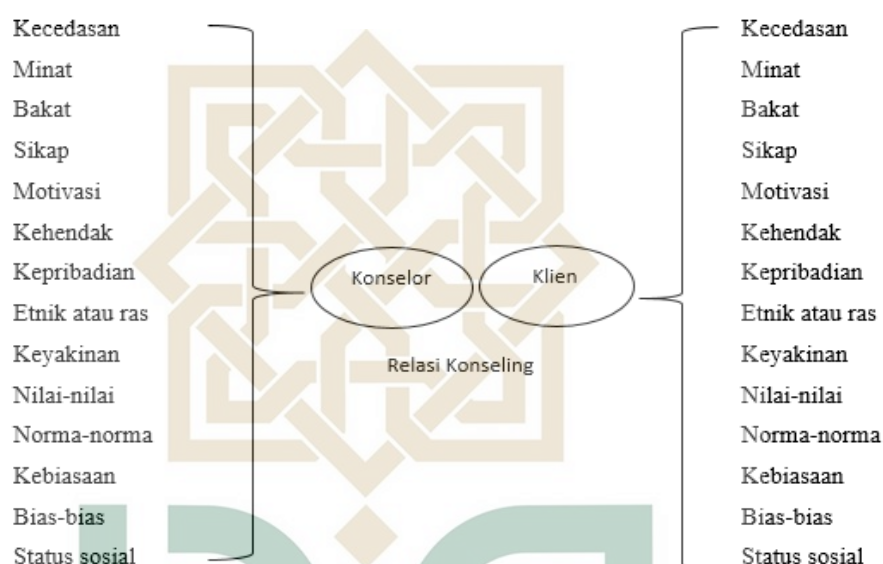 Kecedasan
Minat
Bakat
Sikap
Motivasi
Kehendak
Kepribadian
Etnik atau ras
Keyakinan
Nilai-nilai
Norma-norma
Kebiasaan
Bias-bias
Status sosial
Konselor
Klien
Relasi Konseling
Kecedasan
Minat
Bakat
Sikap
Motivasi
Kehendak
Kepribadian
Etnik atau ras
Keyakinan
Nilai-nilai
Norma-norma
Kebiasaan
Bias-bias
Status sosial